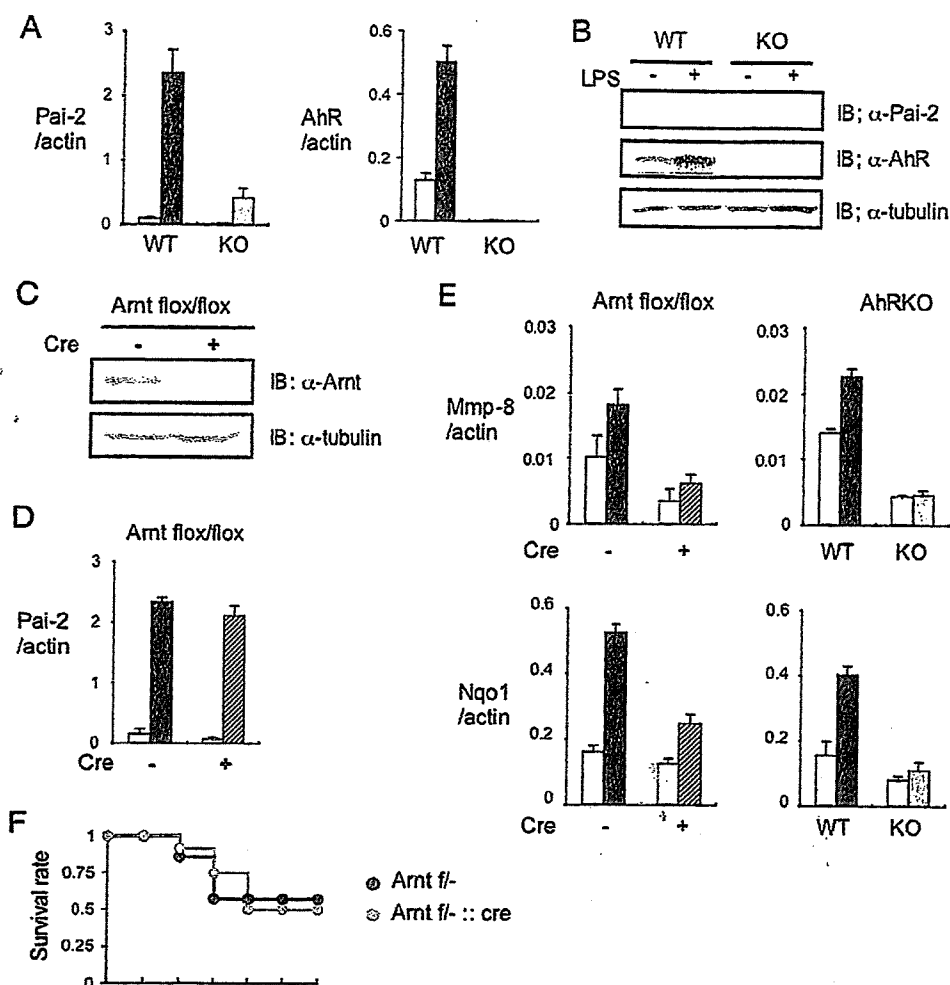 A
3
2
1
0
Pai-2
/actin
WT
KO
0.6
0.4
0.2
0
AhR
/actin
WT
KO
B
WT
KO
LPS
-
+
-
+
IB; α-Pai-2
IB; α-AhR
IB; α-tubulin
C
Arnt flox/flox
Cre
-
+
IB: α-Arnt
IB: α-tubulin
D
Arnt flox/flox
3
2
1
0
Pai-2
/actin
Cre
-
+
E
Arnt flox/flox
0.03
0.02
0.01
0
Mmp-8
/actin
Cre
-
+
AhRKO
0.03
0.02
0.01
0
WT
KO
0.6
0.4
0.2
0
Nqo1
/actin
Cre
-
+
0.6
0.4
0.2
0
WT
KO
F
1
0.75
0.5
0.25
0
Survival rate
Arnt f/-
Arnt f/- :: cre